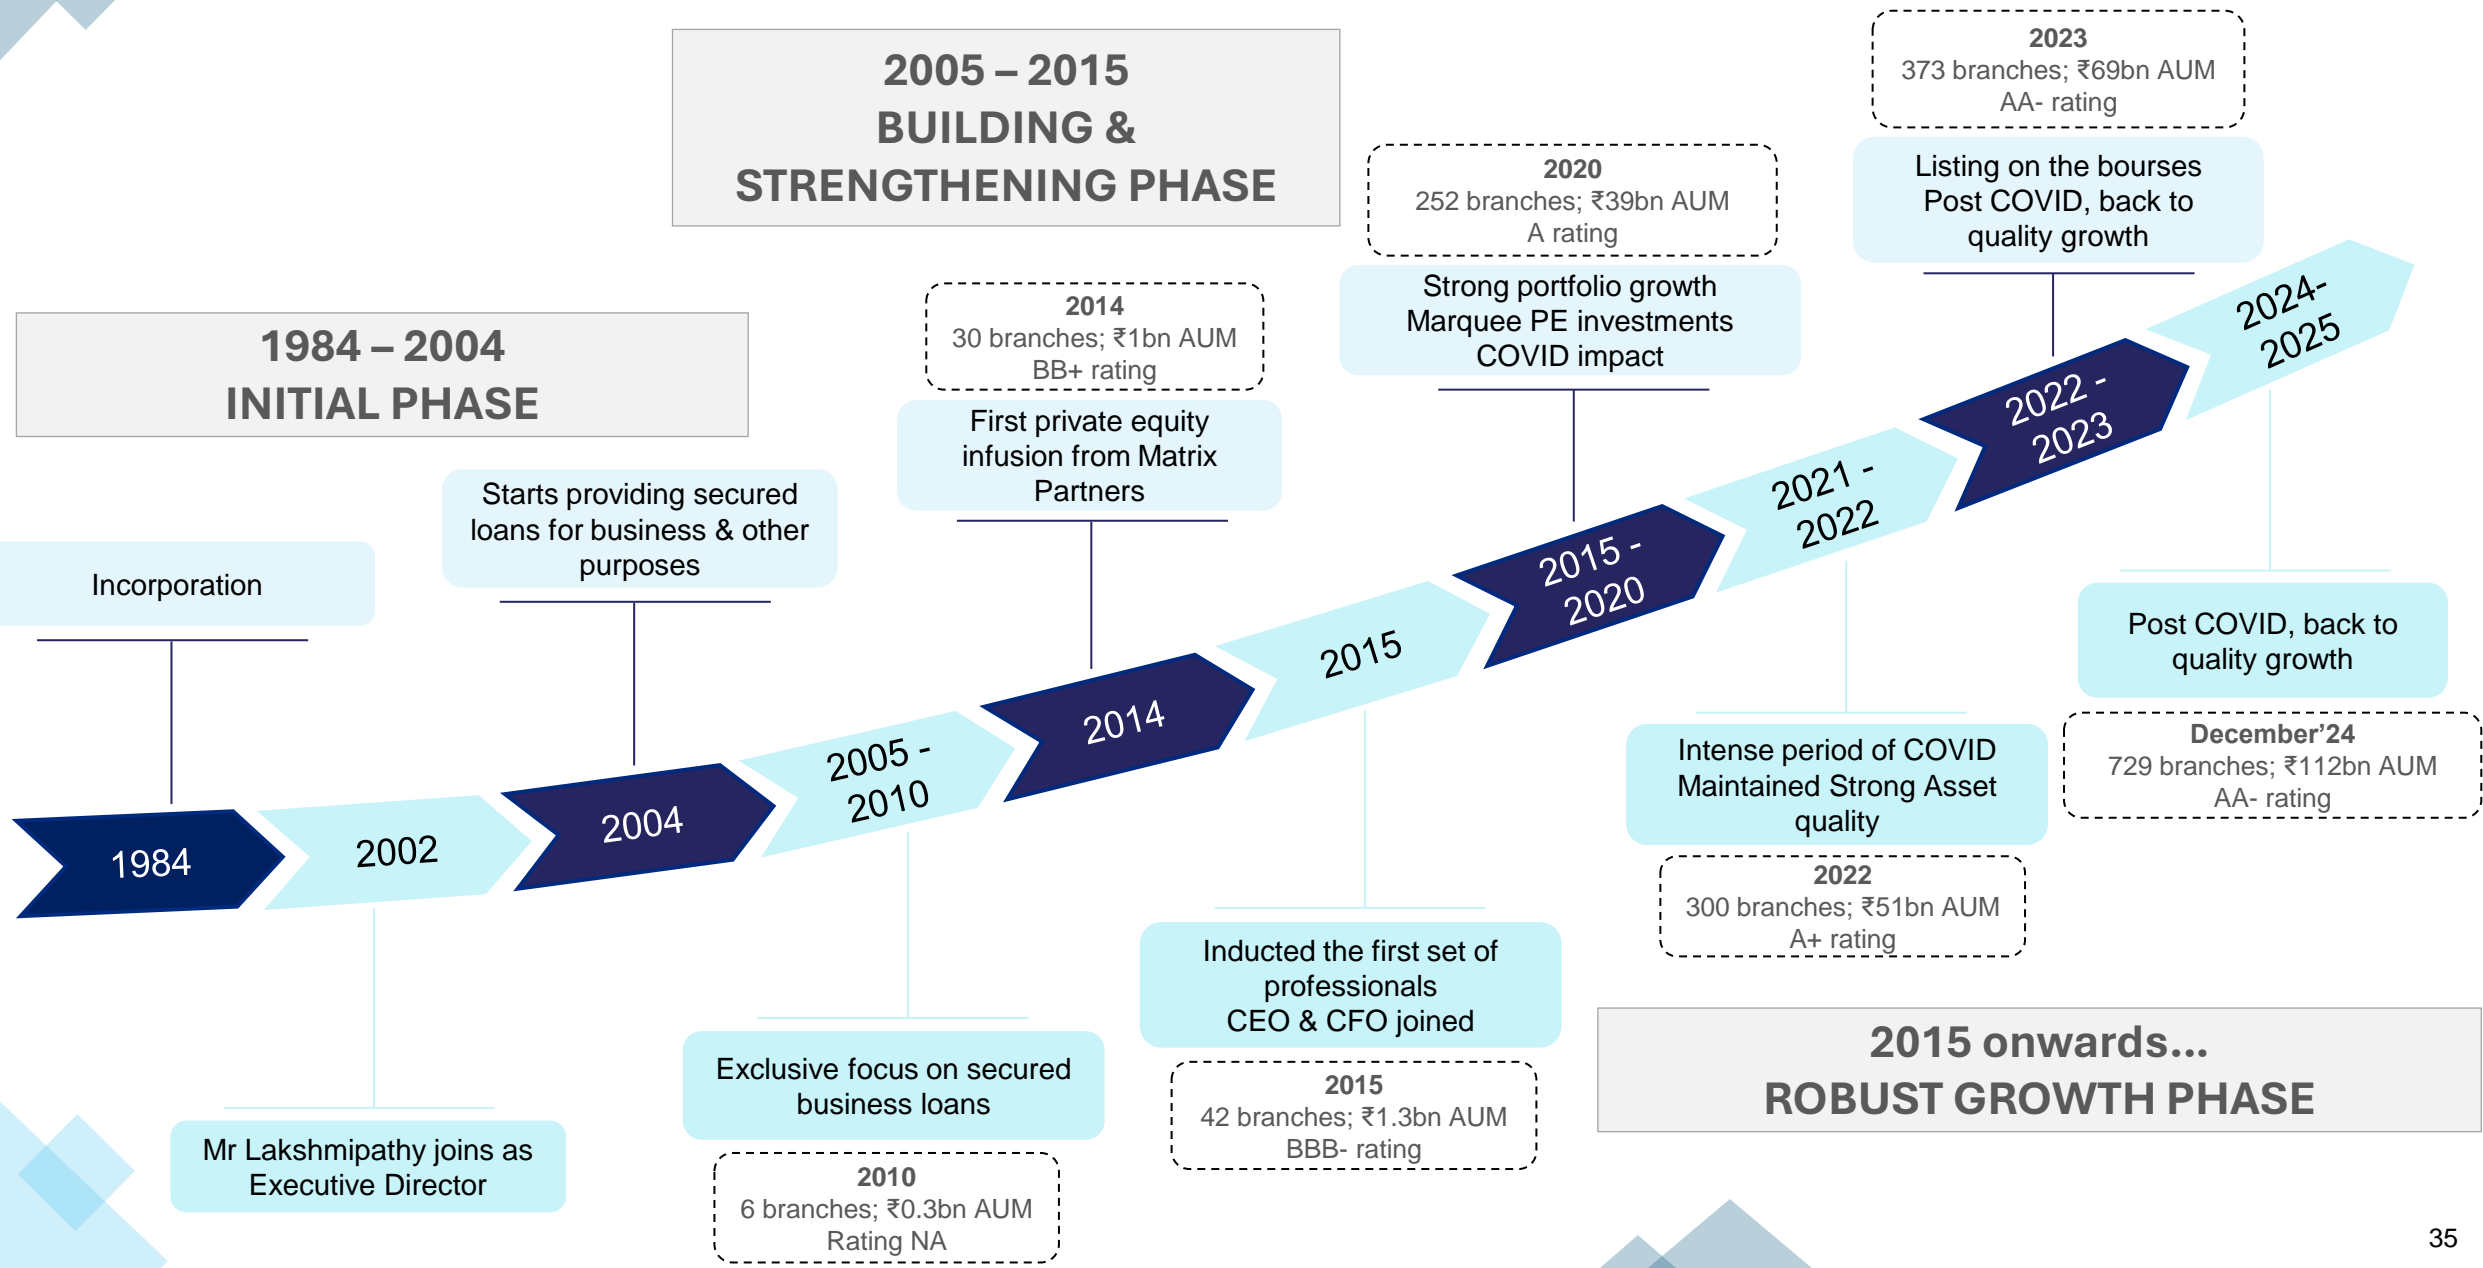 1984 – 2004
INITIAL PHASE
2005 – 2015
BUILDING &
STRENGTHENING PHASE
2015 onwards...
ROBUST GROWTH PHASE
Incorporation
1984
2002
Mr Lakshmipathy joins as
Executive Director
Starts providing secured
loans for business & other
purposes
2004
2005 -
2010
Exclusive focus on secured
business loans
2010
6 branches; ₹0.3bn AUM
Rating NA
2014
30 branches; ₹1bn AUM
BB+ rating
First private equity
infusion from Matrix
Partners
2014
2015
Inducted the first set of
professionals
CEO & CFO joined
2015
42 branches; ₹1.3bn AUM
BBB- rating
2020
252 branches; ₹39bn AUM
A rating
Strong portfolio growth
Marquee PE investments
COVID impact
2015 -
2020
2021 -
2022
Intense period of COVID
Maintained Strong Asset
quality
2022
300 branches; ₹51bn AUM
A+ rating
2023
373 branches; ₹69bn AUM
AA- rating
Listing on the bourses
Post COVID, back to
quality growth
2022 -
2023
2024-
2025
Post COVID, back to
quality growth
December’24
729 branches; ₹112bn AUM
AA- rating
35